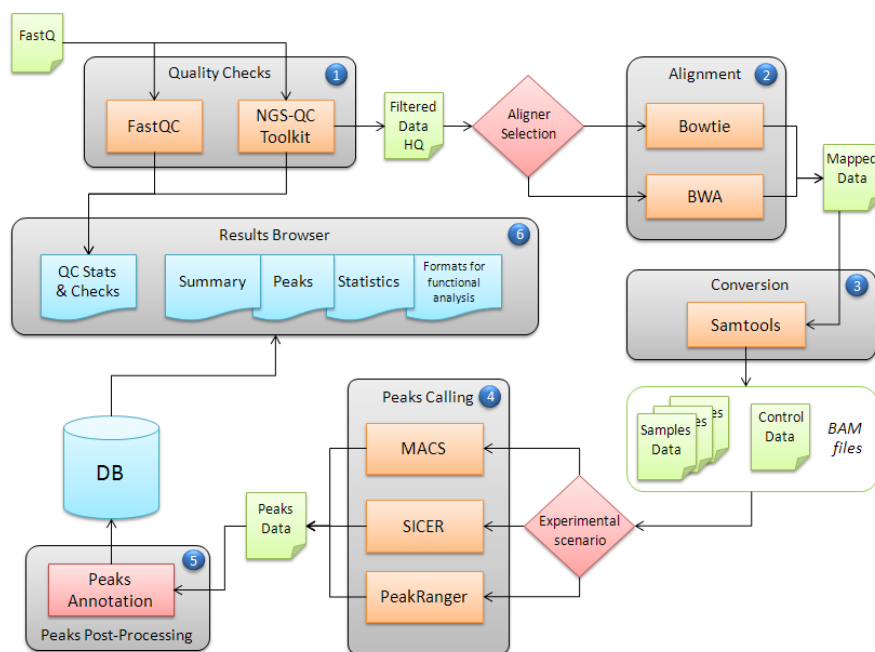 FastQ
Quality Checks
1
FastQC
NGS-QC
Toolkit
Filtered
Data
HQ
Aligner
Selection
Alignment
2
Bowtie
BWA
Mapped
Data
Results Browser
6
QC Stats
& Checks
Summary
Peaks
Statistics
Formats for
functional
analysis
Conversion
3
Samtools
Samples
Data
Control
Data
BAM
files
Peaks Calling
4
MACS
SICER
PeakRanger
Experimental
scenario
Peaks
Data
DB
5
Peaks
Annotation
Peaks Post-Processing